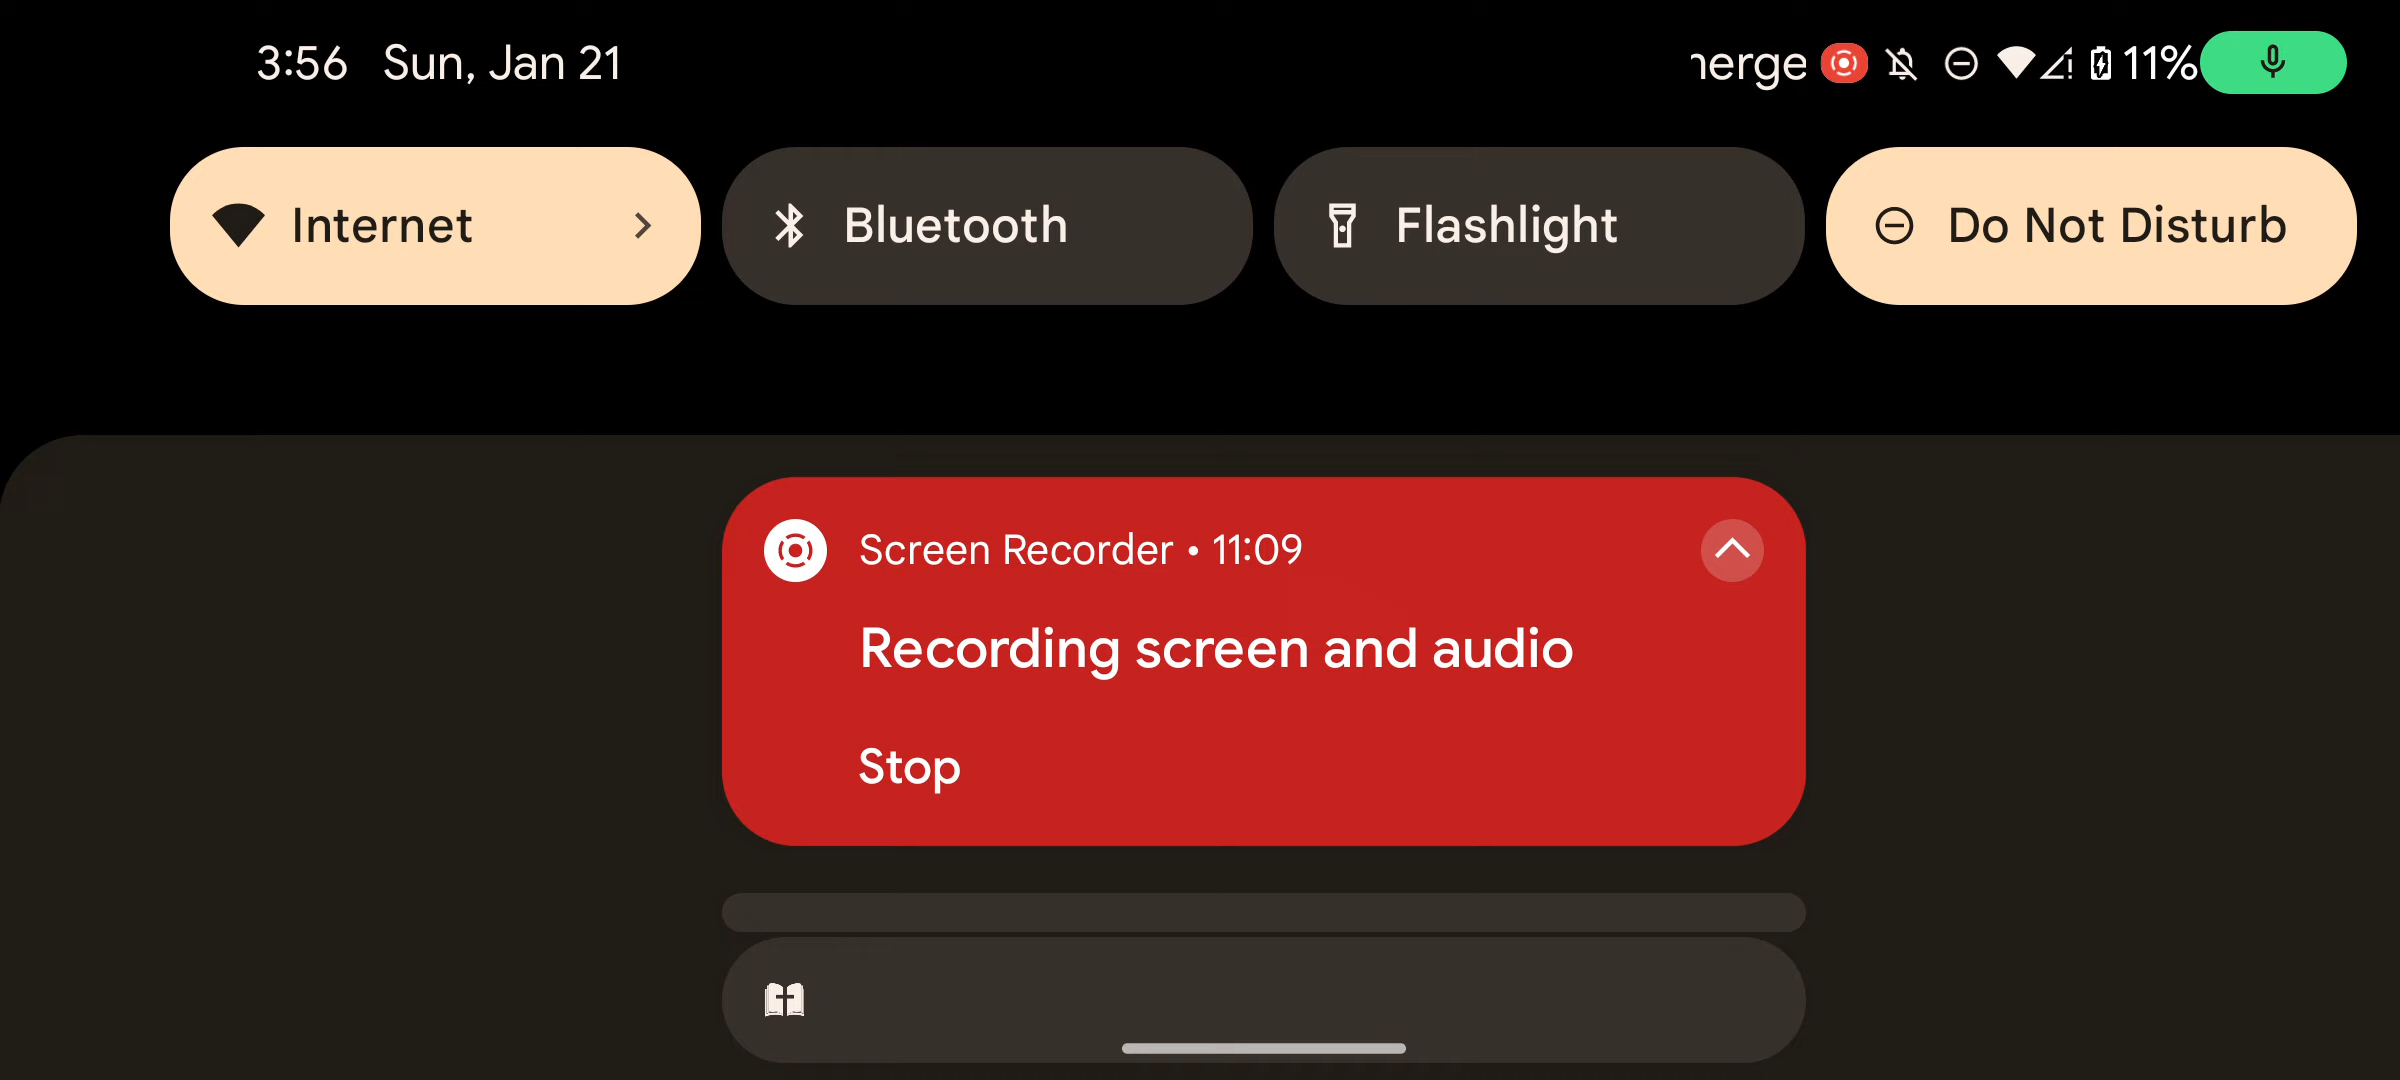 3:56 Sun, Jan 21
11%
Internet
Bluetooth
Flashlight
Do Not Disturb
Screen Recorder • 11:09
Recording screen and audio
Stop